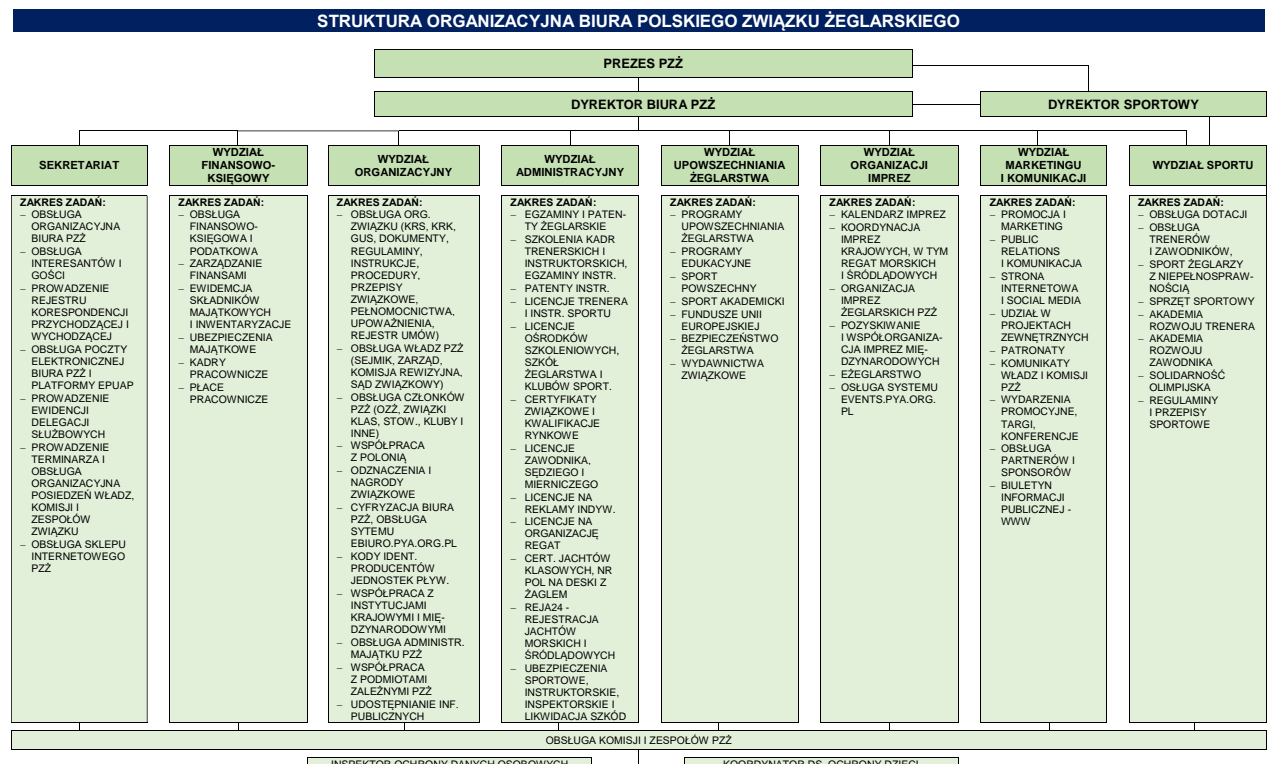 STRUKTURA ORGANIZACYJNA BIURA POLSKIEGO ZWIĄZKU ŻEGLARSKIEGO
PREZES PZŻ
DYREKTOR BIURA PZŻ
DYREKTOR SPORTOWY
SEKRETARIAT
ZAKRES ZADAŃ:
– OBSŁUGA
ORGANIZACYJNA
BIURA PZŻ
– OBSŁUGA
INTERESANTÓW I
GOŚCI
– PROWADZENIE
REJESTRU
KORESPONDENCJI
PRZYCHODZĄCEJ I
WYCHODZĄCEJ
– OBSŁUGA POCZTY
ELEKTRONICZNEJ
BIURA PZŻ I
PLATFORMY EPUAP
– PROWADZENIE
EWIDENCJI
DELEGACJI
SŁUŻBOWYCH
– PROWADZENIE
TERMINARZA I
OBSŁUGA
ORGANIZACYJNA
POSIEDZEŃ WŁADZ,
KOMISJI I
ZESPOŁÓW
ZWIĄZKU
– OBSŁUGA SKLEPU
INTERNETOWEGO
PZŻ
WYDZIAŁ
FINANSOWO-
KSIĘGOWY
ZAKRES ZADAŃ:
– OBSŁUGA
FINANSOWO-
KSIĘGOWA I
PODATKOWA
– ZARZĄDZANIE
FINANSAMI
– EWIDEMCJA
SKŁADNIKÓW
MAJĄTKOWYCH
I INWENTARYZACJE
– UBEZPIECZENIA
MAJĄTKOWE
– KADRY
PRACOWNICZE
– PŁACE
PRACOWNICZE
WYDZIAŁ
ORGANIZACYJNY
ZAKRES ZADAŃ:
– OBSŁUGA ORG.
ZWIĄZKU (KRS, KRK,
GUS, DOKUMENTY,
REGULAMINY,
INSTRUKCJE,
PROCEDURY,
PRZEPISY
ZWIĄZKOWE,
PEŁNOMOCNICTWA,
UPOWAŻNIENIA,
REJESTR UMÓW)
– OBSŁUGA WŁADZ PZŻ
(SEJMIK, ZARZĄD,
KOMISJA REWIZYJNA,
SĄD ZWIĄZKOWY)
– OBSŁUGA CZŁONKÓW
PZŻ (OZŻ, ZWIĄZKI
KLAS, STOW., KLUBY I
INNE)
– WSPÓŁPRACA
Z POLONIĄ
– ODZNACZENIA I
NAGRODY
ZWIĄZKOWE
– CYFRYZACJA BIURA
PZŻ, OBSŁUGA
SYTEMU
EBIURO.PYA.ORG.PL
– KODY IDENT.
PRODUCENTÓW
JEDNOSTEK PŁYW.
– WSPÓŁPRACA Z
INSTYTUCJAMI
KRAJOWYMI I MIĘ-
DZYNARODOWYMI
– OBSŁUGA ADMINISTR.
MAJĄTKU PZŻ
– WSPÓŁPRACA
Z PODMIOTAMI
ZALEŻNYMI PZŻ
– UDOSTĘPNIANIE INF.
PUBLICZNYCH
WYDZIAŁ
ADMINISTRACYJNY
ZAKRES ZADAŃ:
– EGZAMINY I PATEN-
TY ŻEGLARSKIE
– SZKOLENIA KADR
TRENERSKICH I
INSTRUKTORSKICH,
EGZAMINY INSTR.
– PATENTY INSTR.
– LICENCJE TRENERA
I INSTR. SPORTU
– LICENCJE
OŚRODKÓW
SZKOLENIOWYCH,
SZKÓŁ
ŻEGLARSTWA I
KLUBÓW SPORT.
– CERTYFIKATY
ZWIĄZKOWE I
KWALIFIKACJE
RYNKOWE
– LICENCJE
ZAWODNIKA,
SĘDZIEGO I
MIERNICZEGO
– LICENCJE NA
REKLAMY INDYW.
– LICENCJE NA
ORGANIZACJĘ
REGAT
– CERT. JACHTÓW
KLASOWYCH, NR
POL NA DESKI Z
ŻAGLEM
– REJA24 -
REJESTRACJA
JACHTÓW
MORSKICH I
ŚRÓDLĄDOWYCH
– UBEZPIECZENIA
SPORTOWE,
INSTRUKTORSKIE,
INSPEKTORSKIE I
LIKWIDACJA SZKÓD
WYDZIAŁ
UPOWSZECHNIANIA
ŻEGLARSTWA
ZAKRES ZADAŃ:
– PROGRAMY
UPOWSZECHNIANIA
ŻEGLARSTWA
– PROGRAMY
EDUKACYJNE
– SPORT
POWSZECHNY
– SPORT AKADEMICKI
– FUNDUSZE UNII
EUROPEJSKIEJ
– BEZPIECZEŃSTWO
ŻEGLARSTWA
– WYDAWNICTWA
ZWIĄZKOWE
WYDZIAŁ
ORGANIZACJI
IMPREZ
ZAKRES ZADAŃ:
– KALENDARZ IMPREZ
– KOORDYNACJA
IMPREZ
KRAJOWYCH, W TYM
REGAT MORSKICH
I ŚRÓDLĄDOWYCH
– ORGANIZACJA
IMPREZ
ŻEGLARSKICH PZŻ
– POZYSKIWANIE
I WSPÓŁORGANIZA-
CJA IMPREZ MIĘ-
DZYNARODOWYCH
– EŻEGLARSTWO
– OSŁUGA SYSTEMU
EVENTS.PYA.ORG.
PL
WYDZIAŁ
MARKETINGU
I KOMUNIKACJI
ZAKRES ZADAŃ:
– PROMOCJA I
MARKETING
– PUBLIC
RELATIONS
I KOMUNIKACJA
– STRONA
INTERNETOWA
I SOCIAL MEDIA
– UDZIAŁ W
PROJEKTACH
ZEWNĘTRZNYCH
– PATRONATY
– KOMUNIKATY
WŁADZ I KOMISJI
PZŻ
– WYDARZENIA
PROMOCYJNE,
TARGI,
KONFERENCJE
– OBSŁUGA
PARTNERÓW I
SPONSORÓW
– BIULETYN
INFORMACJI
PUBLICZNEJ -
WWW
WYDZIAŁ SPORTU
ZAKRES ZADAŃ:
– OBSŁUGA DOTACJI
– OBSŁUGA
TRENERÓW
I ZAWODNIKÓW,
– SPORT ŻEGLARZY
Z NIEPEŁNOSPRAW-
NOŚCIĄ
– SPRZĘT SPORTOWY
– AKADEMIA
ROZWOJU TRENERA
– AKADEMIA
ROZWOJU
ZAWODNIKA
– SOLIDARNOŚĆ
OLIMPIJSKA
– REGULAMINY
I PRZEPISY
SPORTOWE
OBSŁUGA KOMISJI I ZESPOŁÓW PZŻ
INSPEKTOR OCHRONY DANYCH OSOBOWYCH
KOORDYNATOR DS. OCHRONY DZIECI